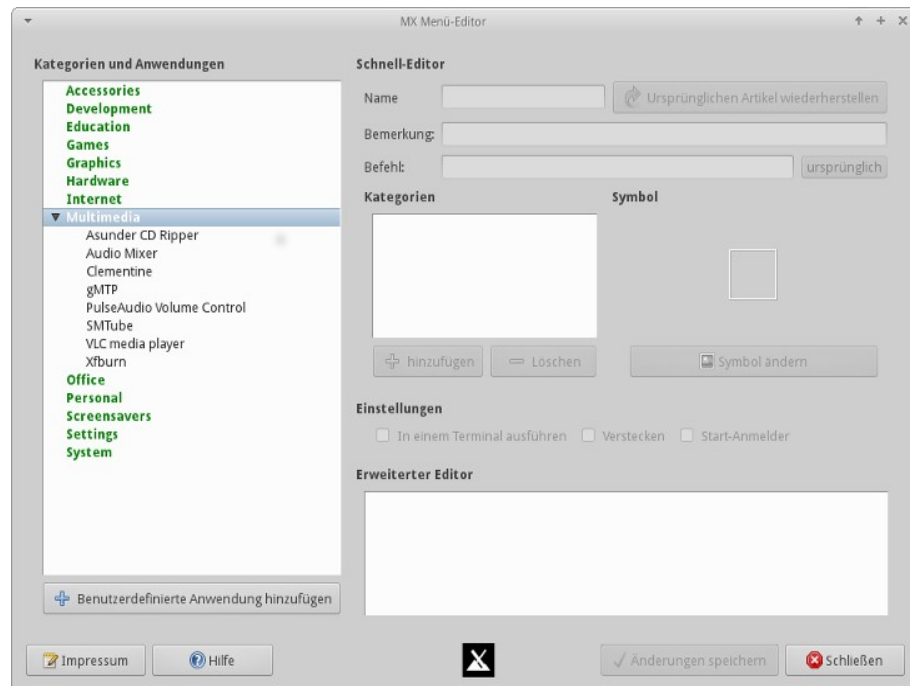 MX Menü-Editor
Kategorien und Anwendungen
Accessories
Development
Education
Games
Graphics
Hardware
Internet
Multimedia
Asunder CD Ripper
Audio Mixer
Clementine
gMTP
PulseAudio Volume Control
SMTube
VLC media player
Xfburn
Office
Personal
Screensavers
Settings
System
Benutzerdefinierte Anwendung hinzufügen
Schnell-Editor
Name
Ursprünglichen Artikel wiederherstellen
Bemerkung:
Befehl:
ursprünglich
Kategorien
Symbol
hinzufügen
Löschen
Symbol ändern
Einstellungen
In einem Terminal ausführen
Verstecken
Start-Anmelder
Erweiterter Editor
Impressum
Hilfe
Änderungen speichern
Schließen